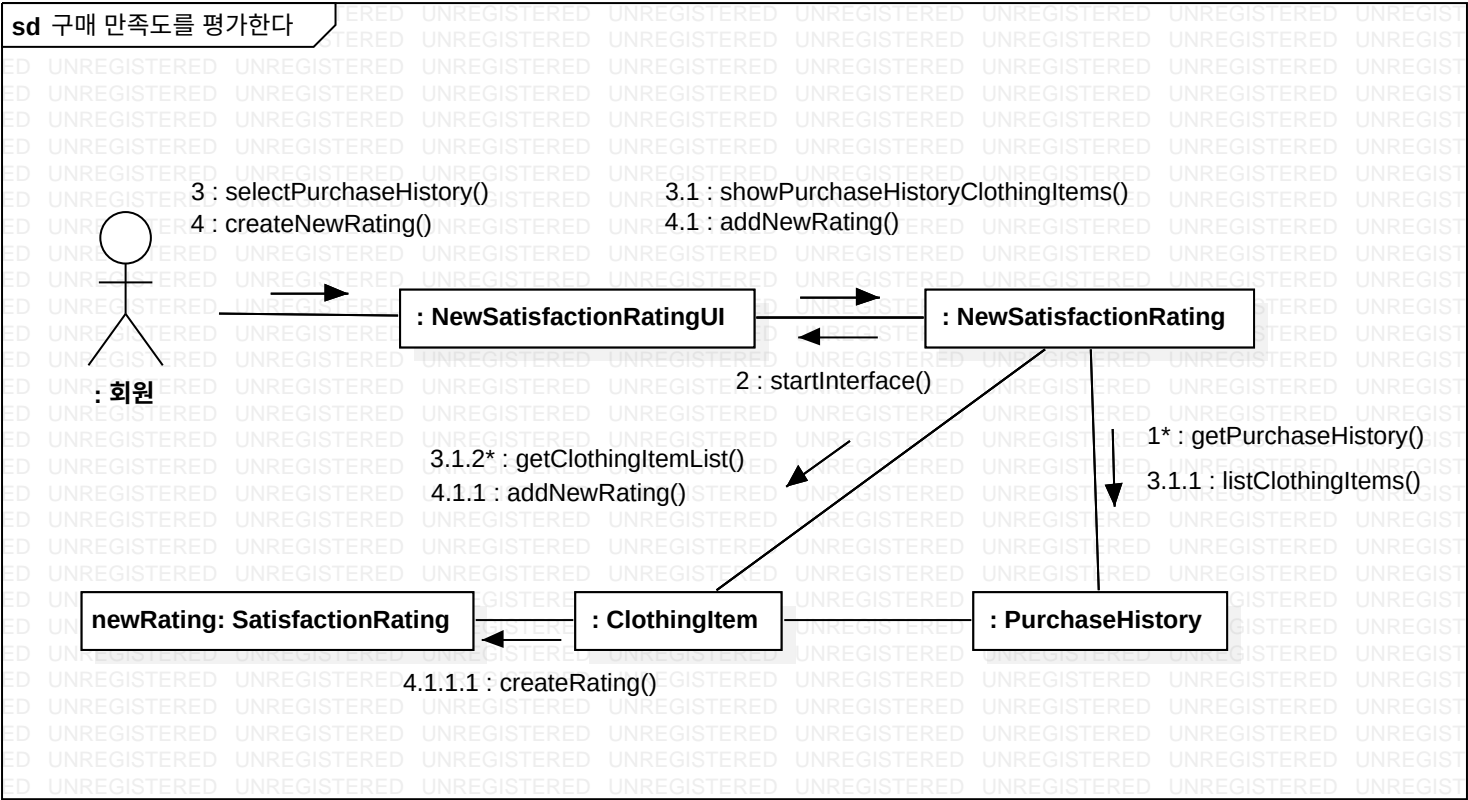 sd 구매 만족도를 평가한다
3 : selectPurchaseHistory()
4 : createNewRating()
3.1 : showPurchaseHistoryClothingItems()
4.1 : addNewRating()
: NewSatisfactionRatingUI
: NewSatisfactionRating
: 회원
2 : startInterface()
3.1.2* : getClothingItemList()
4.1.1 : addNewRating()
1* : getPurchaseHistory()
3.1.1 : listClothingItems()
newRating: SatisfactionRating
: ClothingItem
: PurchaseHistory
4.1.1.1 : createRating()
UNREGISTERED